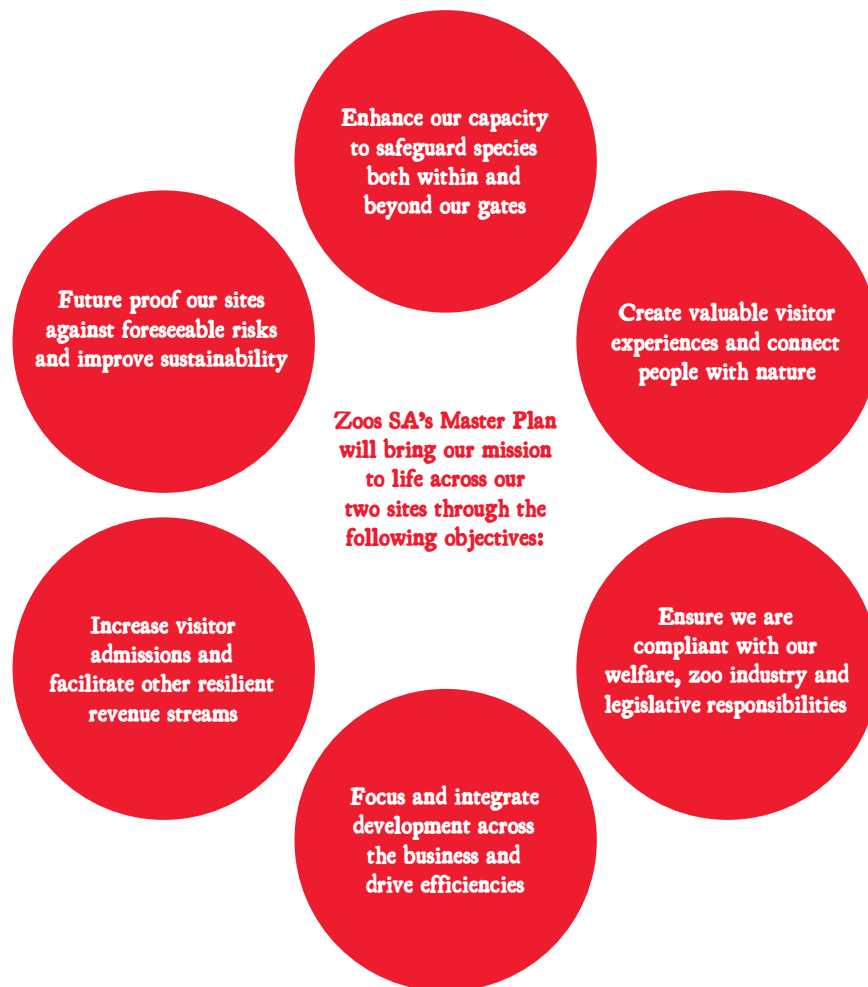 Enhance our capacity
to safeguard species
both within and
beyond our gates
Future proof our sites
against foreseeable risks
and improve sustainability
Create valuable visitor
experiences and connect
people with nature
Zoos SA's Master Plan
will bring our mission
to life across our
two sites through the
following objectives:
Increase visitor
admissions and
facilitate other resilient
revenue streams
Ensure we are
compliant with our
welfare, zoo industry and
legislative responsibilities
Focus and integrate
development across
the business and
drive efficiencies